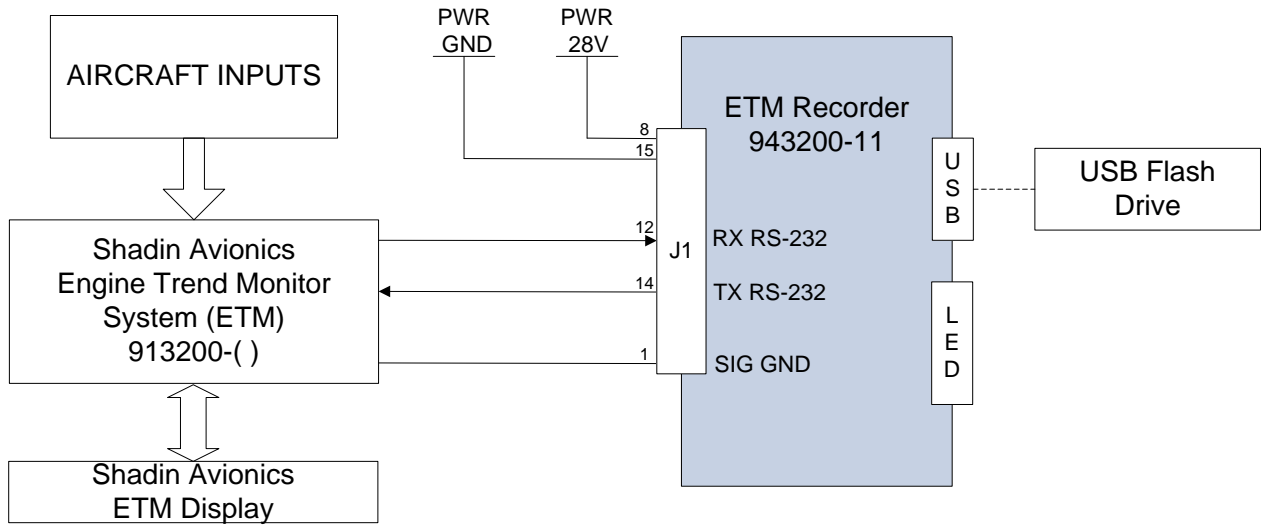 AIRCRAFT INPUTS
PWR
GND
PWR
28V
ETM Recorder
943200-11
8
15
12
14
1
J1
RX RS-232
TX RS-232
SIG GND
U
S
B
L
E
D
USB Flash
Drive
Shadin Avionics
Engine Trend Monitor
System (ETM)
913200-( )
Shadin Avionics
ETM Display